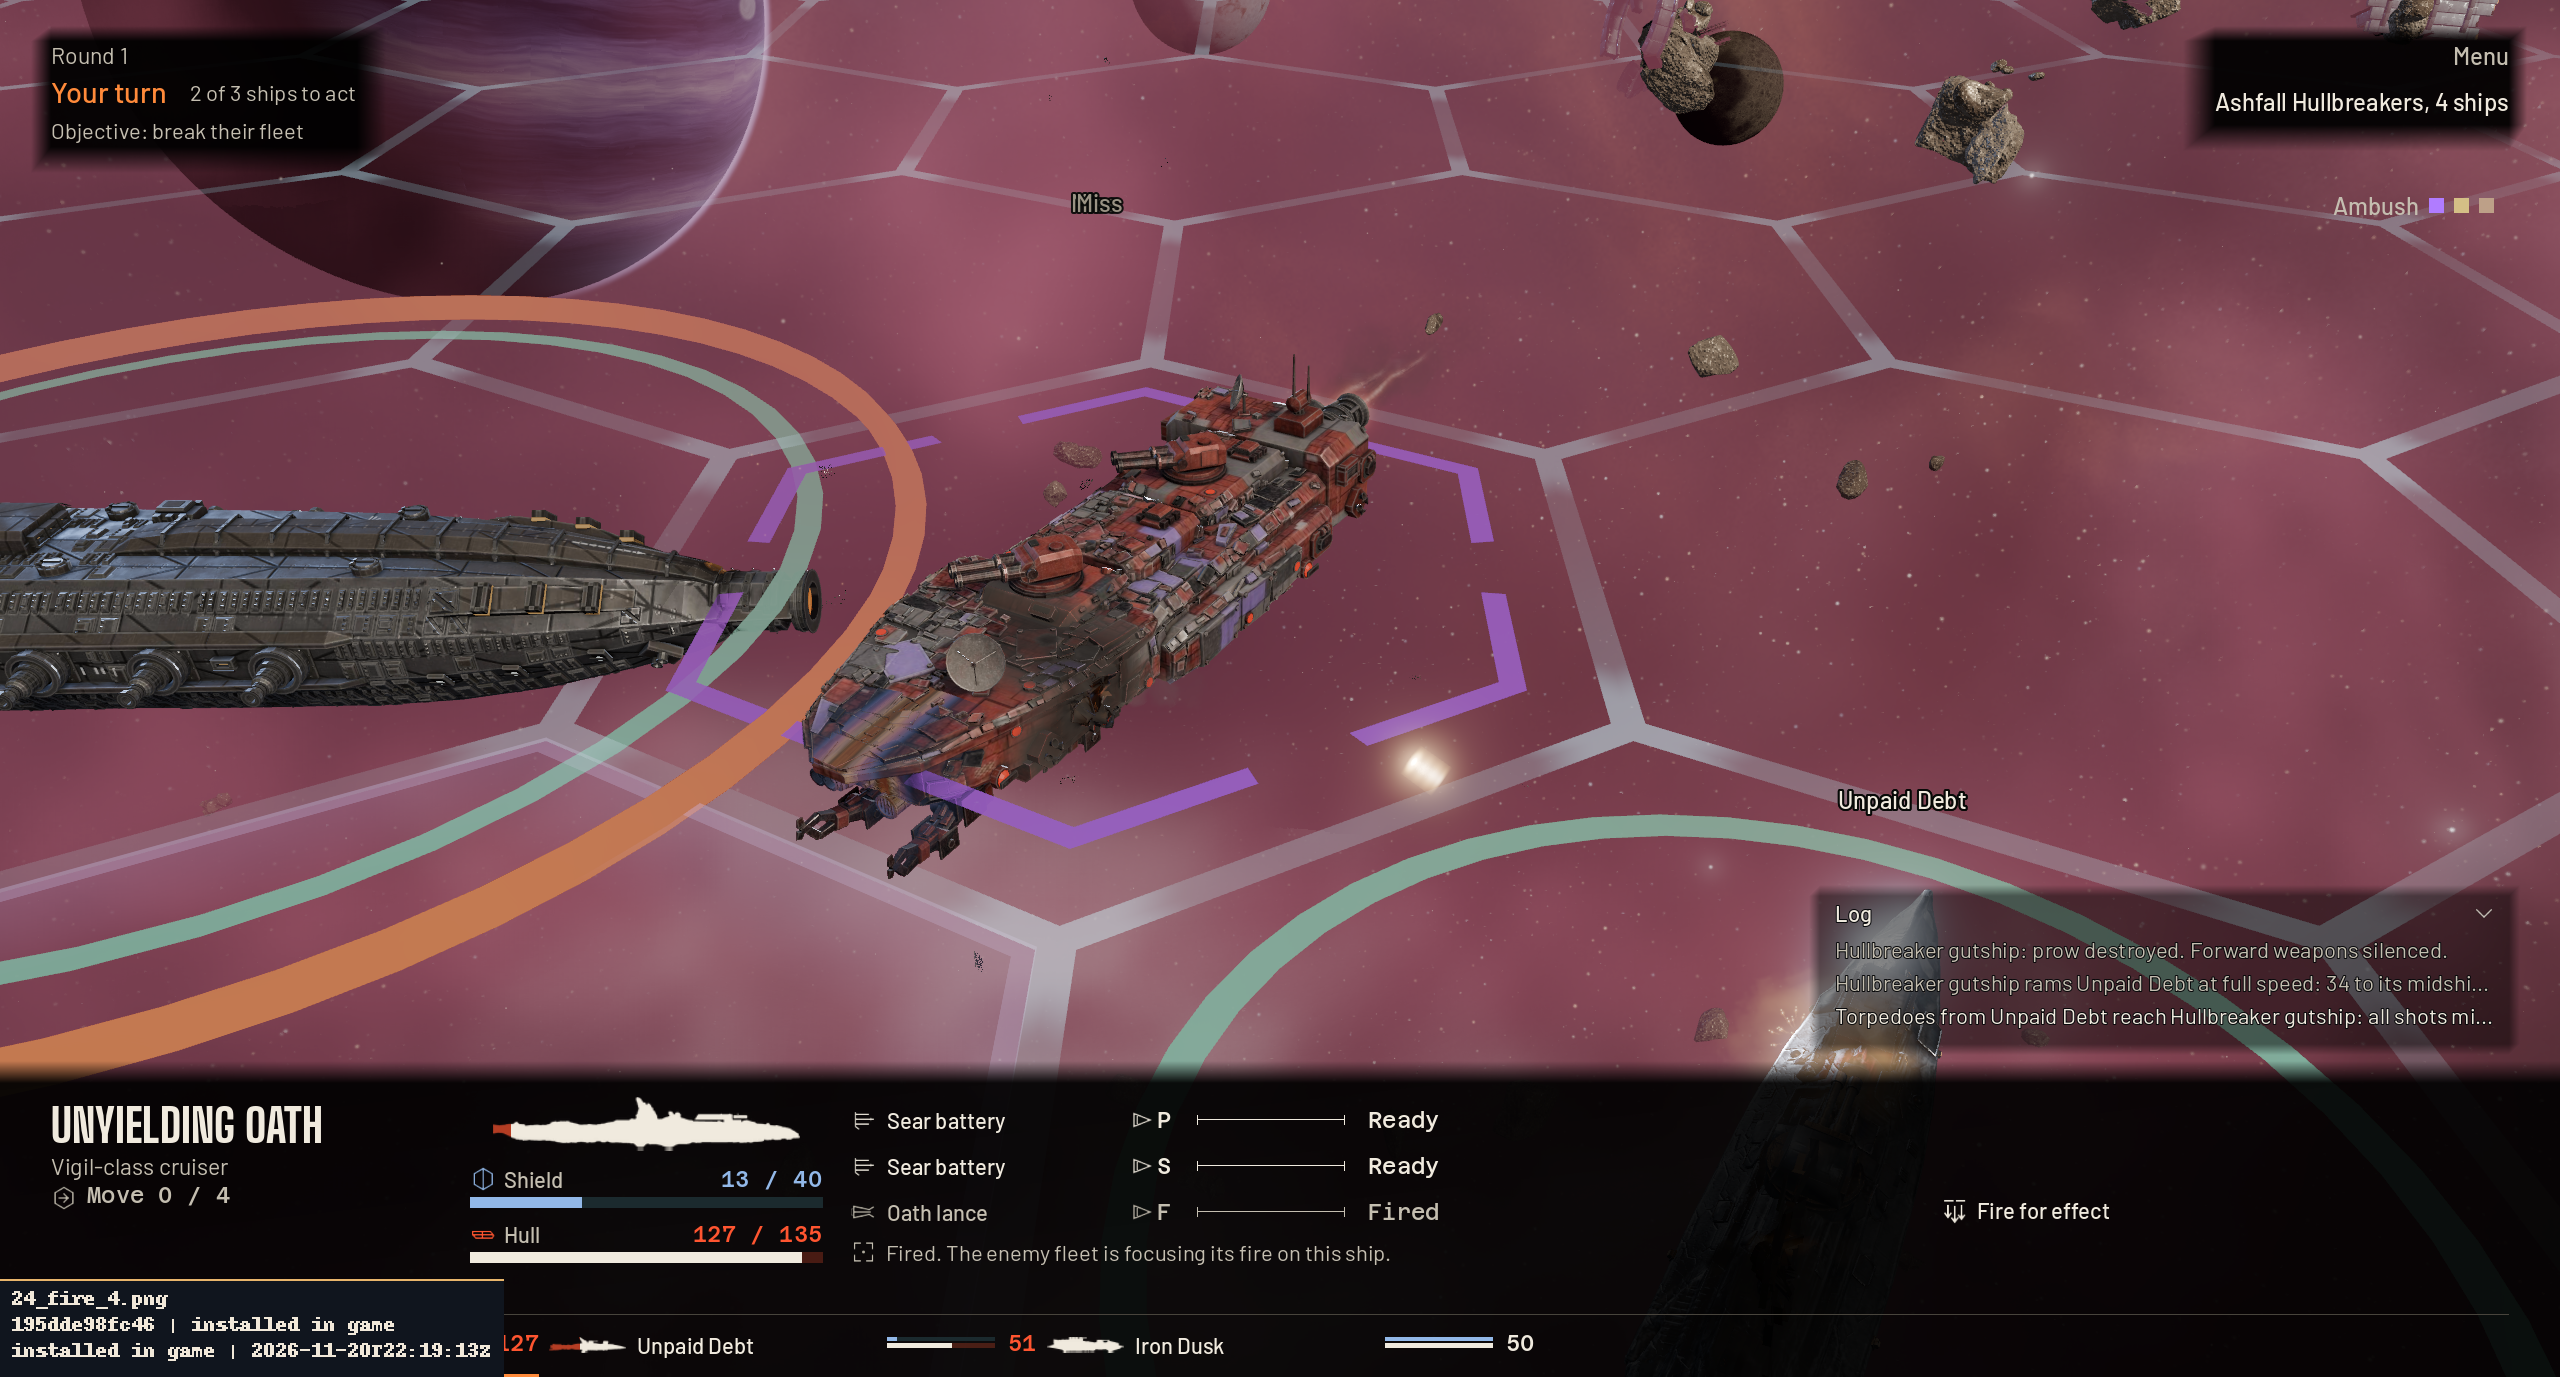 Round 1
Your turn 2 of 3 ships to act
Objective: break their fleet
Menu
Ashfall Hullbreakers, 4 ships
Ambush
Miss
Unpaid Debt
Log
Hullbreaker gutship: prow destroyed. Forward weapons silenced.
Hullbreaker gutship rams Unpaid Debt at full speed: 34 to its midshi...
Torpedoes from Unpaid Debt reach Hullbreaker gutship: all shots mi...
UNYIELDING OATH
Vigil-class cruiser
Move 0 / 4
Shield 13 / 40
Hull 127 / 135
Sear battery P Ready
Sear battery S Ready
Oath lance F Fired
Fired. The enemy fleet is focusing its fire on this ship.
Fire for effect
24_fire_4.png
195dde98fc46 | installed in game
installed in game | 2026-11-20T22:19:13Z
127 Unpaid Debt 51 Iron Dusk 50